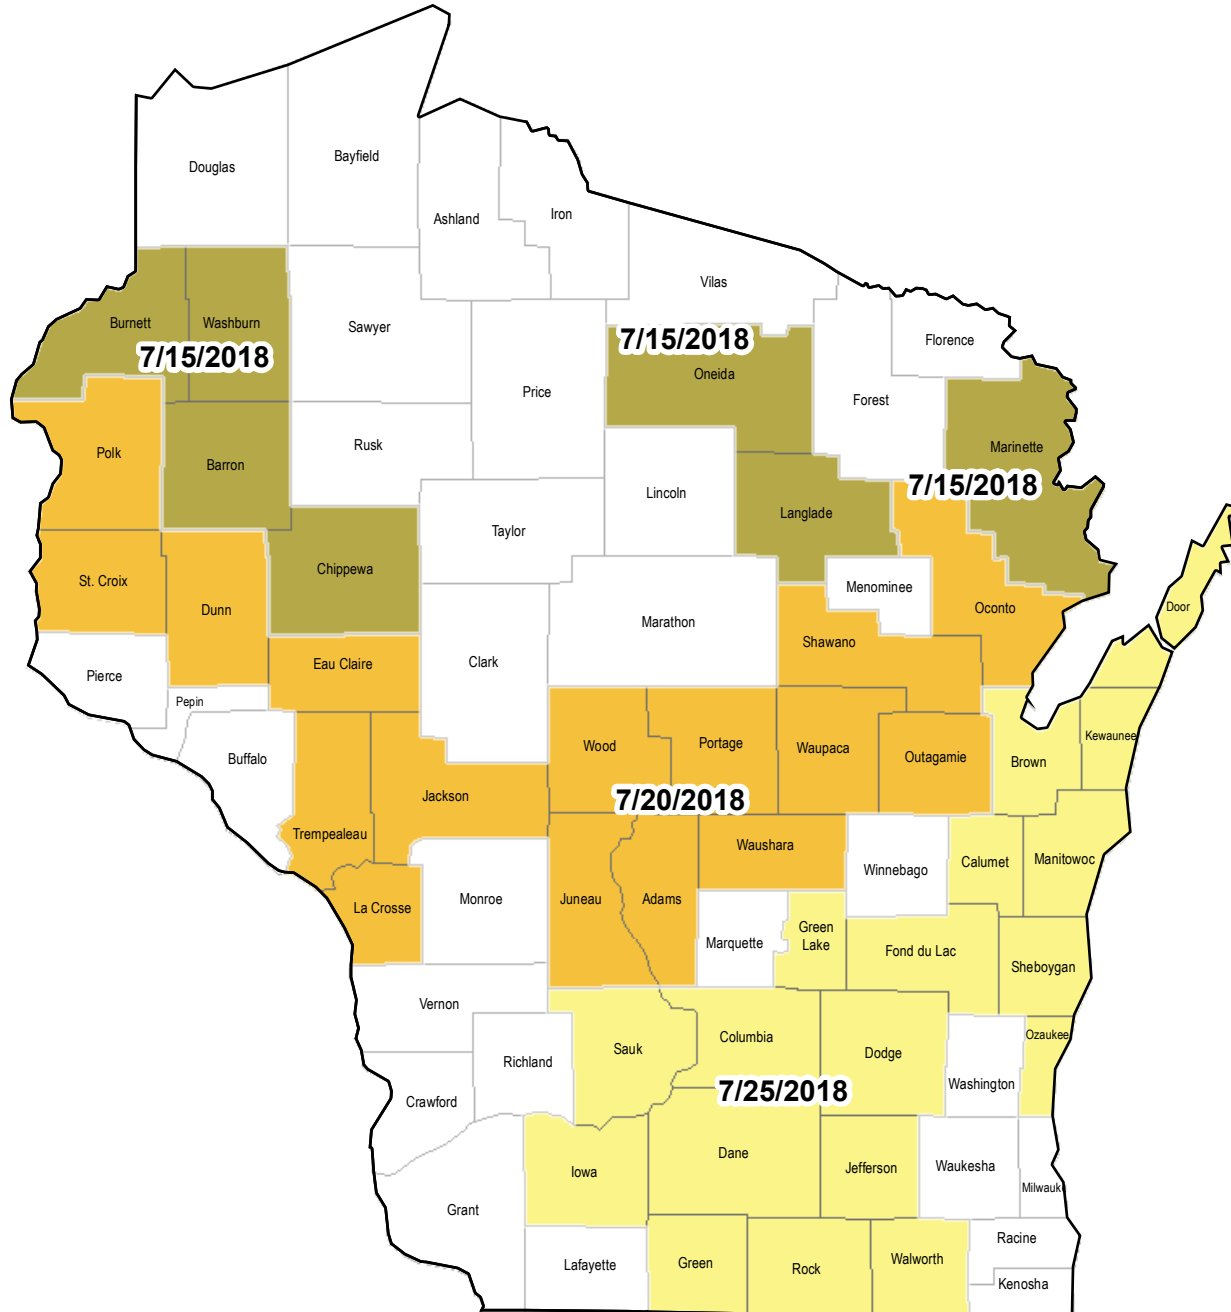 Bayfield
Douglas
Iron
Ashland
Vilas
Burnett
Washburn
Sawyer
Florence
7/15/2018
7/15/2018
Oneida
Price
Forest
Rusk
Marinette
Polk
Barron
7/15/2018
Lincoln
Langlade
Taylor
Chippewa
St. Croix
Menominee
Dunn
Oconto
Door
Marathon
Shawano
Eau Claire
Clark
Pierce
Pepin
Kewaunee
Wood
Portage
Waupaca
Outagamie
Buffalo
Brown
Jackson
7/20/2018
Trempealeau
Waushara
Winnebago
Calumet
Manitowoc
Monroe
Juneau
Adams
La Crosse
Green
Lake
Marquette
Fond du Lac
Sheboygan
Vernon
Ozaukee
Columbia
Sauk
Dodge
Richland
Washington
7/25/2018
Crawford
Dane
Iowa
Jefferson
Waukesha
Milwauk
Grant
Racine
Walworth
Green
Lafayette
Rock
Kenosha